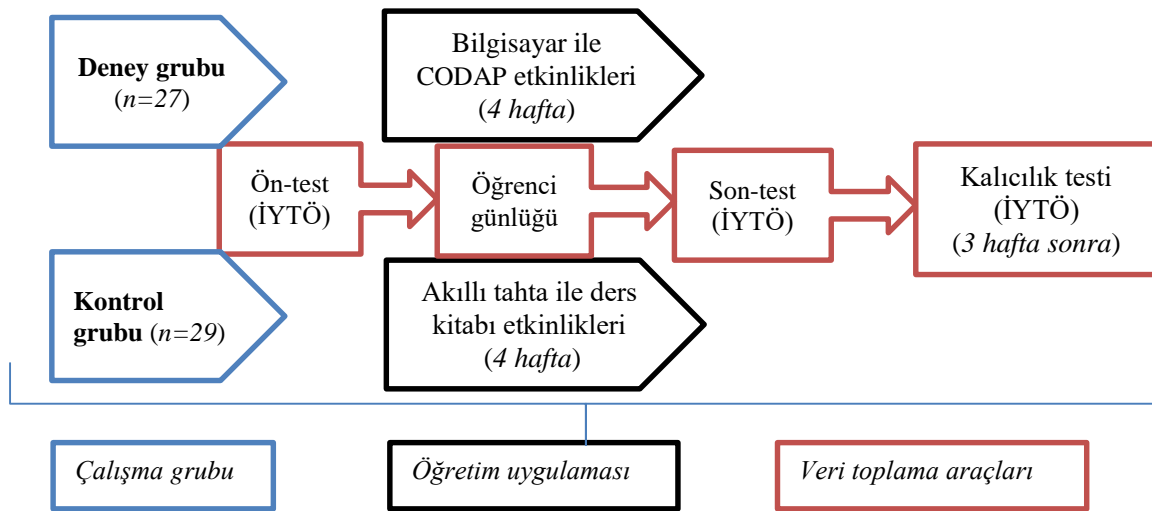 Deney grubu
(n=27)
Bilgisayar ile
CODAP etkinlikleri
(4 hafta)
Ön-test
(İYTÖ)
Öğrenci
günlüğü
Son-test
(İYTÖ)
Kalıcılık testi
(İYTÖ)
(3 hafta sonra)
Kontrol
grubu (n=29)
Akıllı tahta ile ders
kitabı etkinlikleri
(4 hafta)
Çalışma grubu
Öğretim uygulaması
Veri toplama araçları